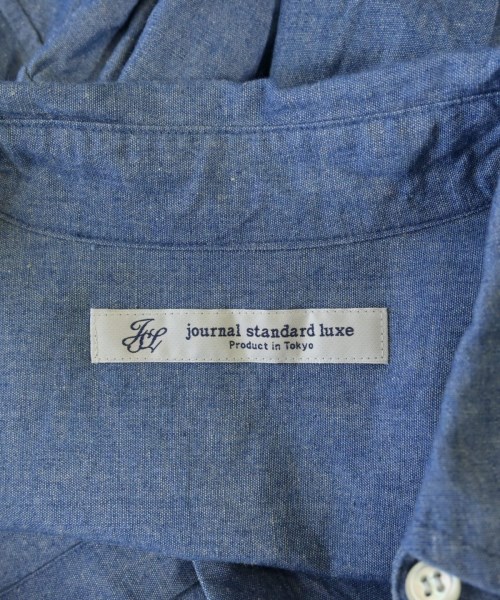 JSL
journal standard luxe
Product in Tokyo